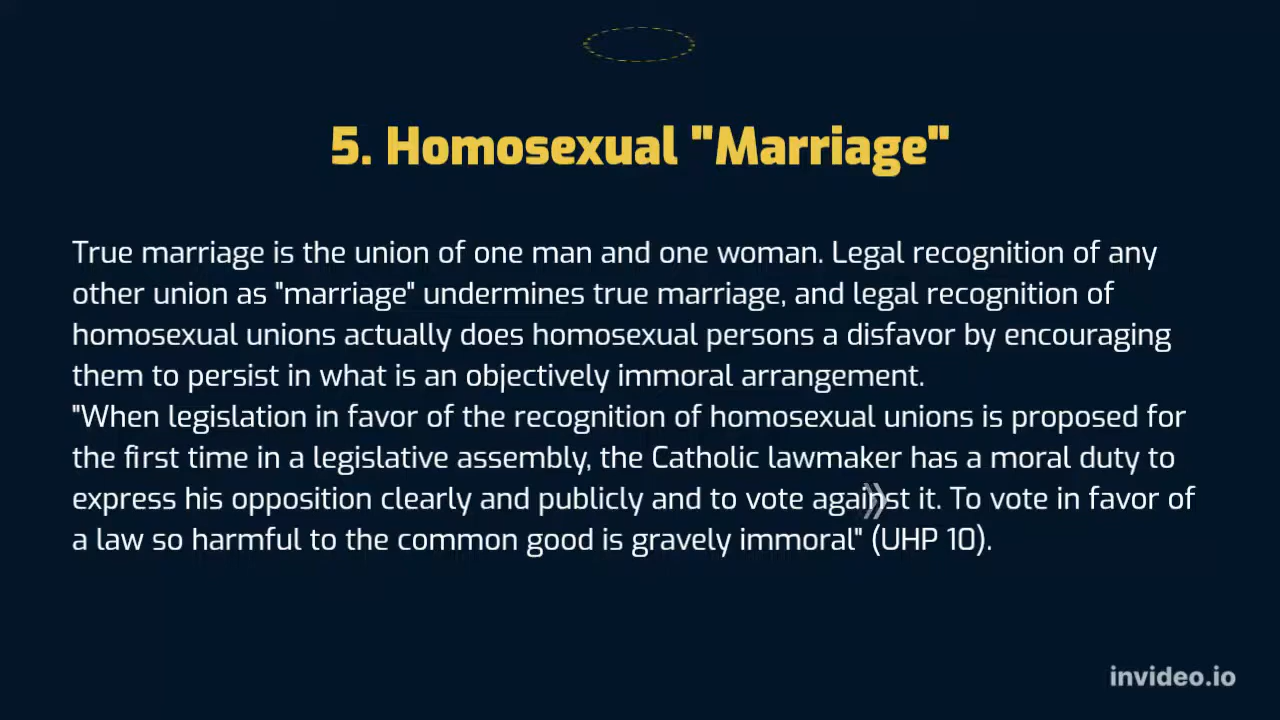 5. Homosexual "Marriage"
True marriage is the union of one man and one woman. Legal recognition of any
other union as "marriage" undermines true marriage, and legal recognition of
homosexual unions actually does homosexual persons a disfavor by encouraging
them to persist in what is an objectively immoral arrangement.
"When legislation in favor of the recognition of homosexual unions is proposed for
the first time in a legislative assembly, the Catholic lawmaker has a moral duty to
express his opposition clearly and publicly and to vote against it. To vote in favor of
a law so harmful to the common good is gravely immoral" (UHP 10).
invideo.io